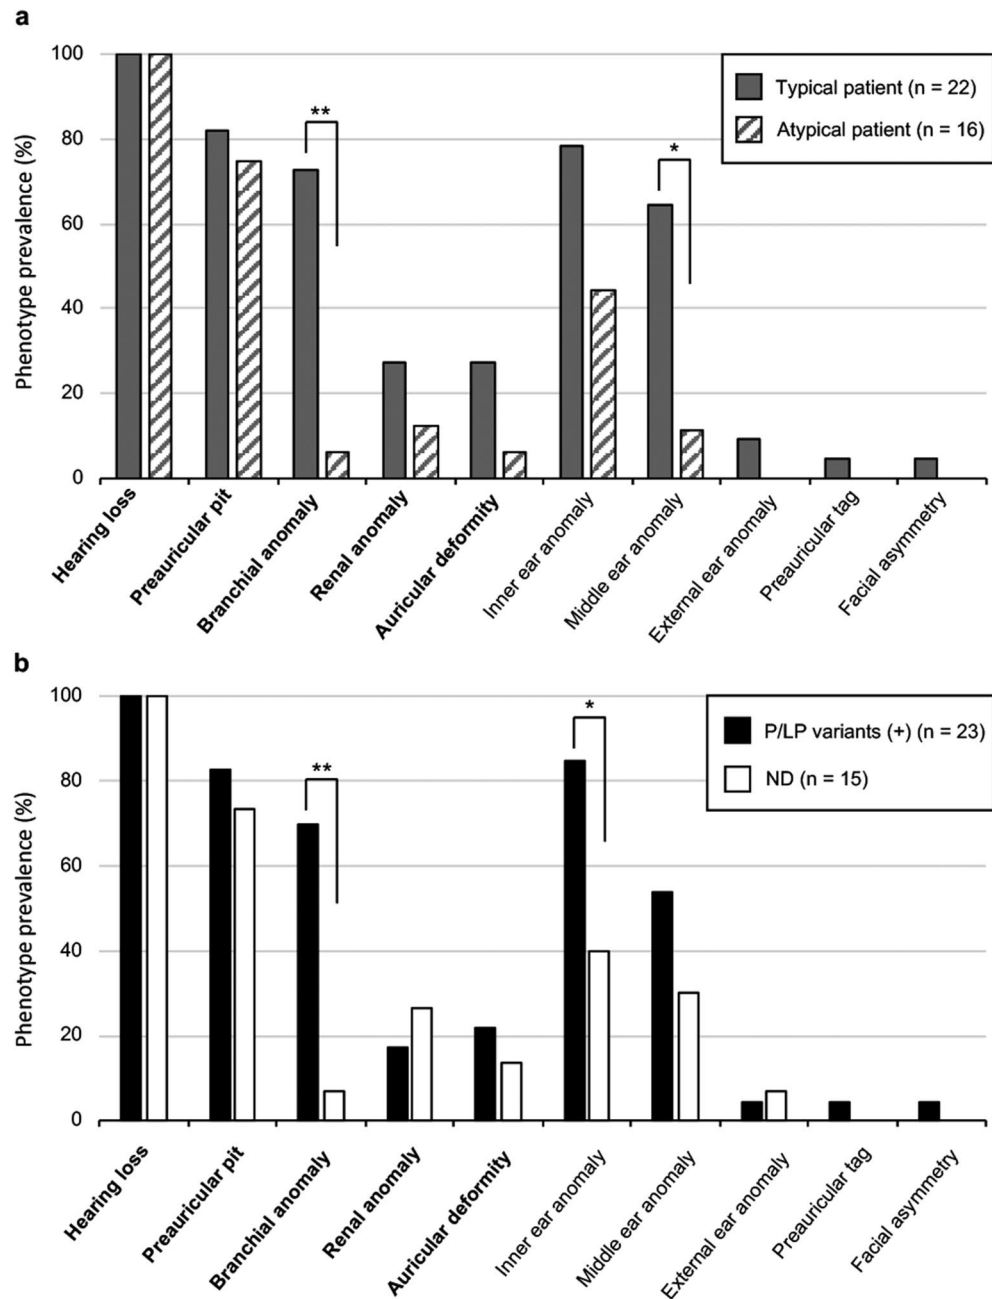 a
Phenotype prevalence (%)
100
80
60
40
20
0
**
*
Typical patient (n = 22)
Atypical patient (n = 16)
Hearing loss
Preauricular pit
Branchial anomaly
Renal anomaly
Auricular deformity
Inner ear anomaly
Middle ear anomaly
External ear anomaly
Preauricular tag
Facial asymmetry
b
Phenotype prevalence (%)
100
80
60
40
20
0
**
*
P/LP variants (+) (n = 23)
ND (n = 15)
Hearing loss
Preauricular pit
Branchial anomaly
Renal anomaly
Auricular deformity
Inner ear anomaly
Middle ear anomaly
External ear anomaly
Preauricular tag
Facial asymmetry